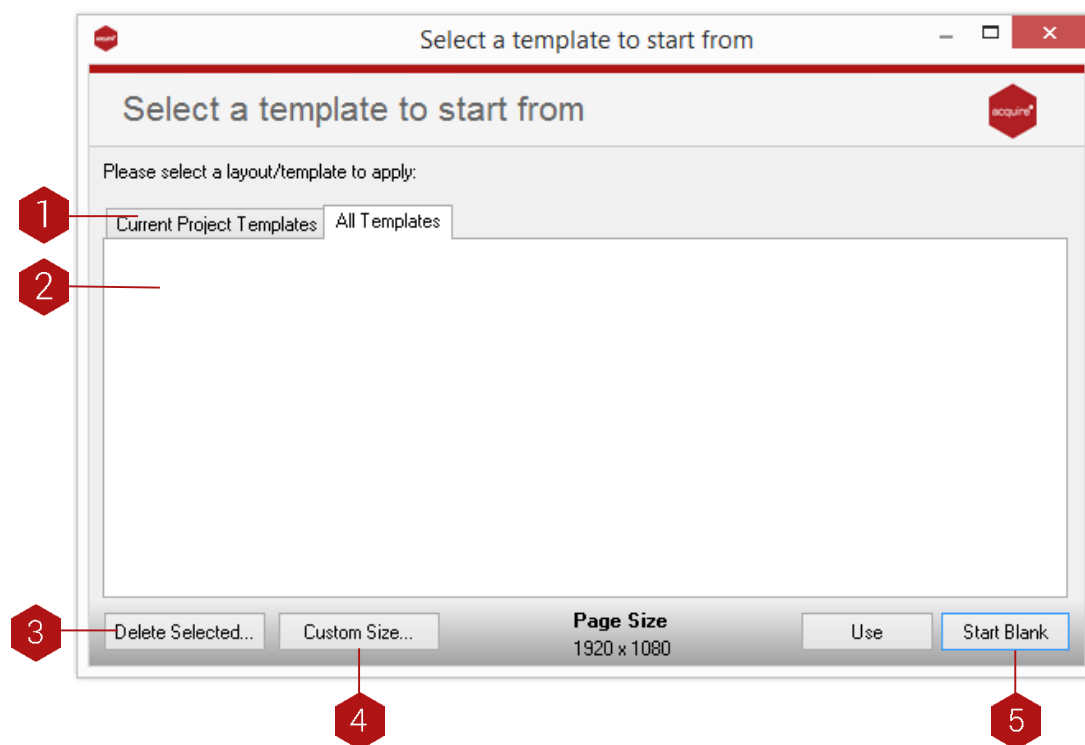 acquire
Select a template to start from
Select a template to start from
acquire
Please select a layout/template to apply:
1
Current Project Templates
All Templates
2
Delete Selected...
Custom Size...
Page Size
1920 x 1080
Use
Start Blank
3
4
5